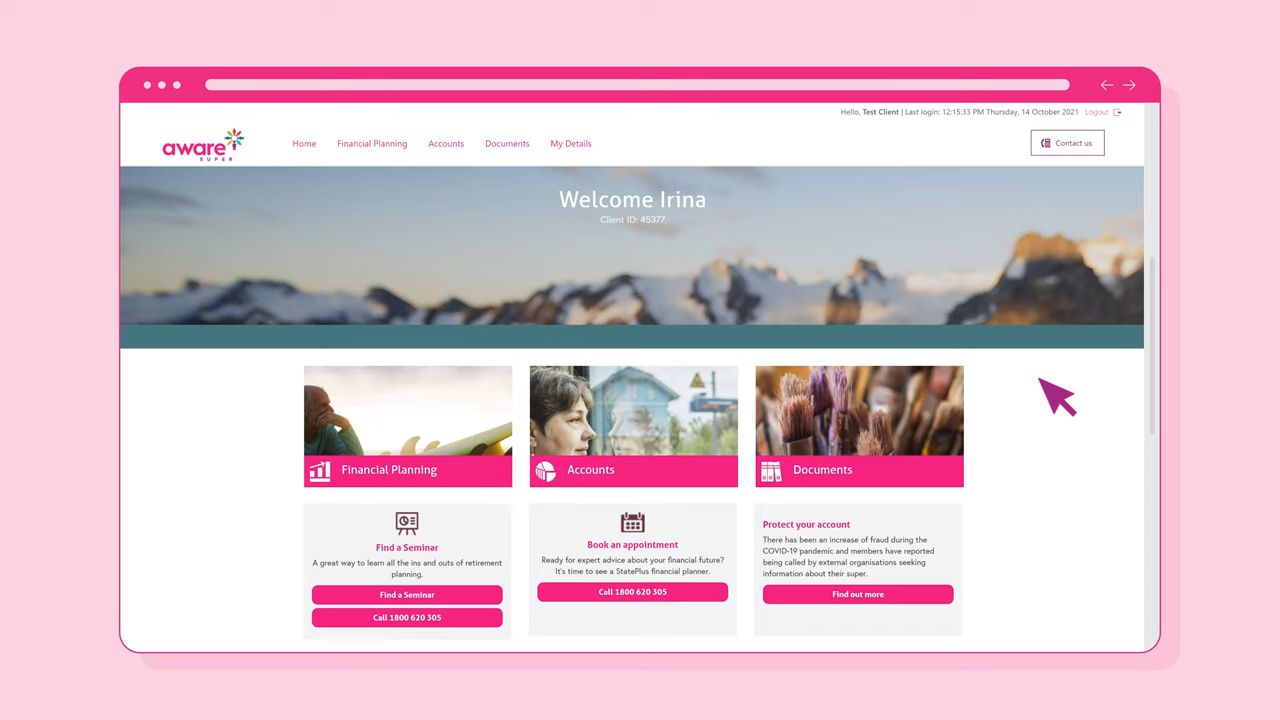 Hello, Test Client | Last login: 12:15:33 PM Thursday, 14 October 2021 Logout
aware
SUPER
Home Financial Planning Accounts Documents My Details
Contact us
Welcome Irina
Client ID: 45377
Financial Planning
Accounts
Documents
Find a Seminar
A great way to learn all the ins and outs of retirement
planning.
Find a Seminar
Call 1800 620 305
Book an appointment
Ready for expert advice about your financial future?
It's time to see a StatePlus financial planner.
Call 1800 620 305
Protect your account
There has been an increase of fraud during the
COVID-19 pandemic and members have reported
being called by external organisations seeking
information about their super.
Find out more